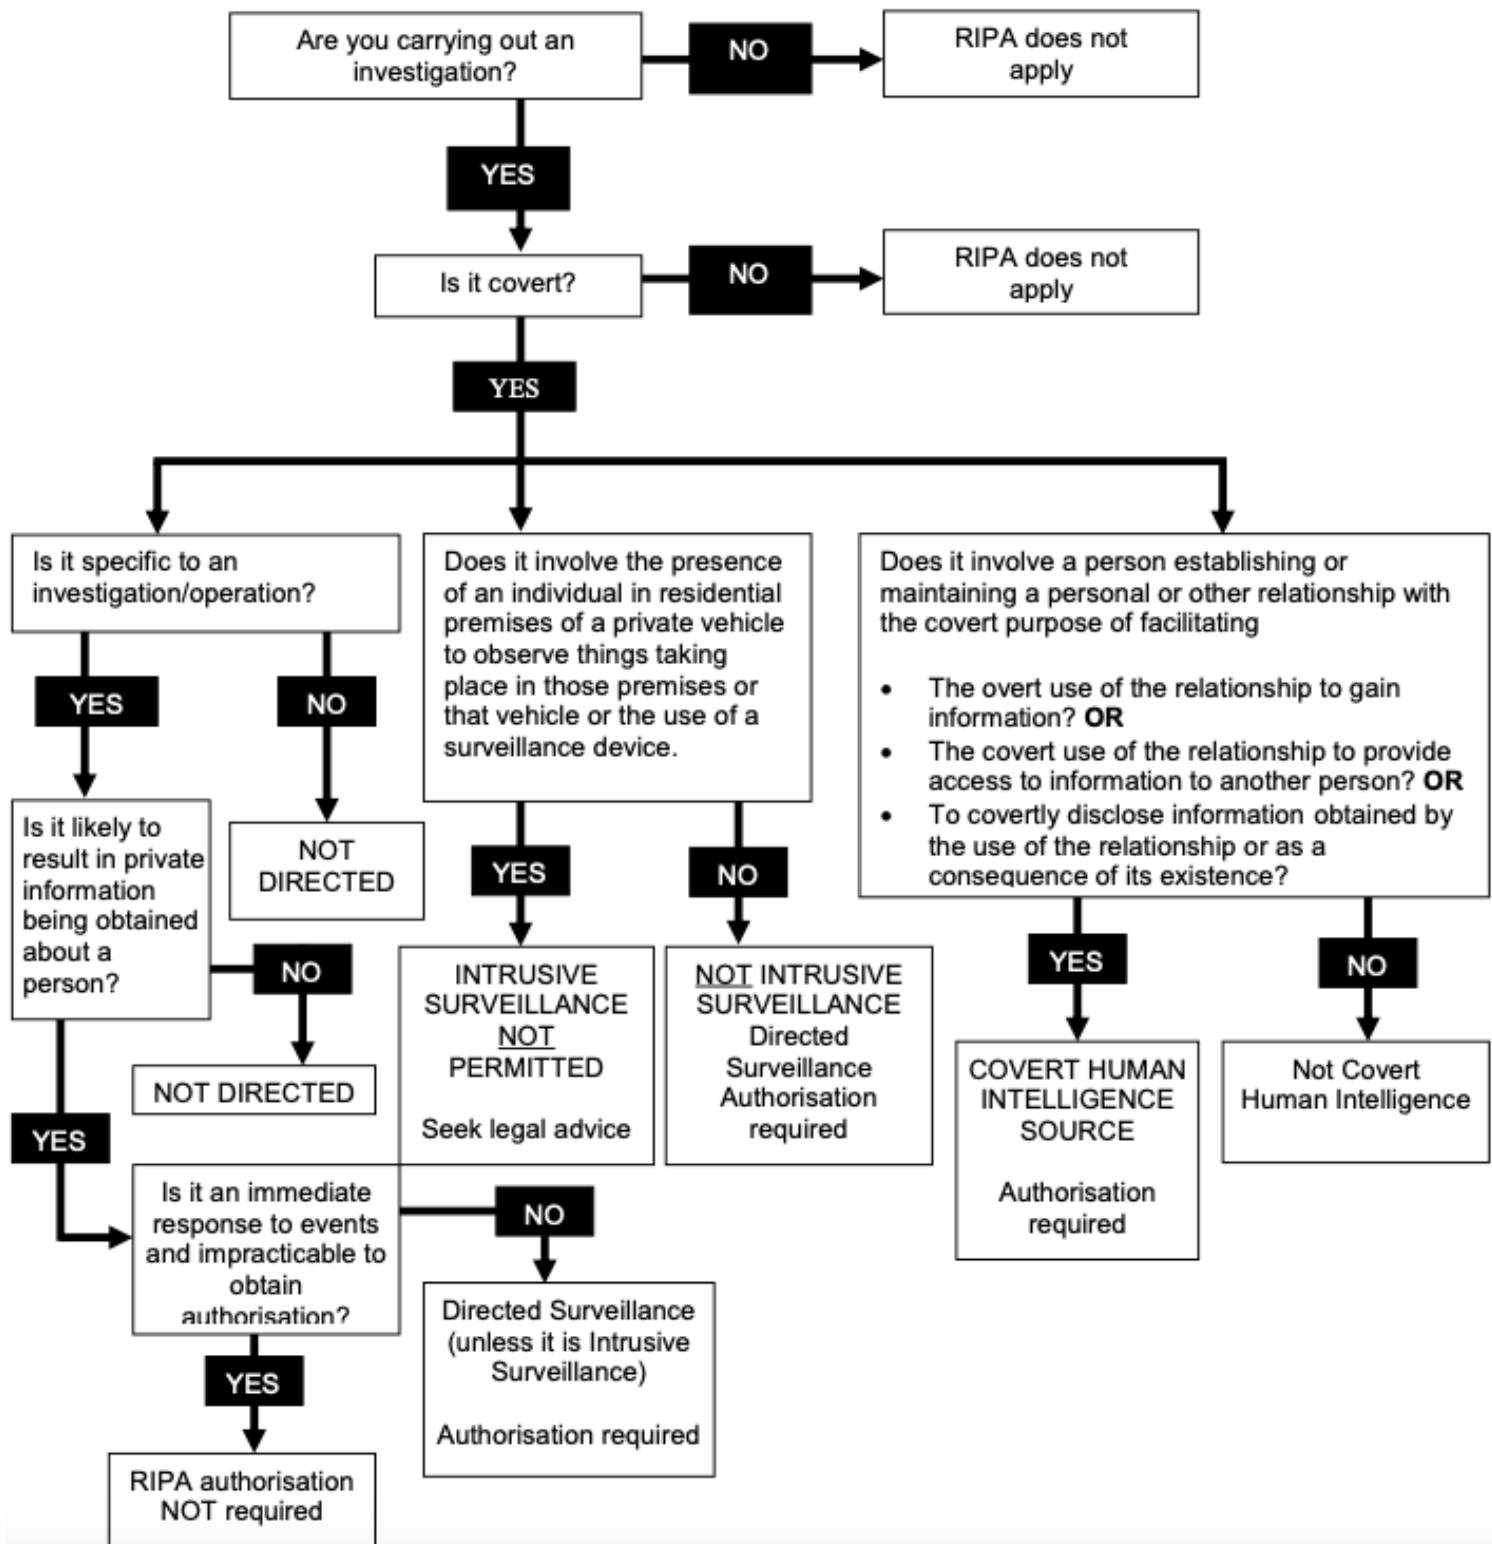 Are you carrying out an
investigation?
NO
RIPA does not
apply
YES
Is it covert?
NO
RIPA does not
apply
YES
Is it specific to an
investigation/operation?
Does it involve the presence
of an individual in residential
premises of a private vehicle
to observe things taking
place in those premises or
that vehicle or the use of a
surveillance device.
Does it involve a person establishing or
maintaining a personal or other relationship with
the covert purpose of facilitating
• The overt use of the relationship to gain
information? OR
• The covert use of the relationship to provide
access to information to another person? OR
• To covertly disclose information obtained by
the use of the relationship or as a
consequence of its existence?
YES
NO
Is it likely to
result in private
information
being obtained
about a
person?
NOT
DIRECTED
YES
NO
YES
NO
NO
NOT DIRECTED
INTRUSIVE
SURVEILLANCE
NOT
PERMITTED
Seek legal advice
NOT INTRUSIVE
SURVEILLANCE
Directed
Surveillance
Authorisation
required
COVERT HUMAN
INTELLIGENCE
SOURCE
Authorisation
required
Not Covert
Human Intelligence
YES
Is it an immediate
response to events
and impracticable to
obtain
authorisation?
NO
Directed Surveillance
(unless it is Intrusive
Surveillance)
Authorisation required
YES
RIPA authorisation
NOT required